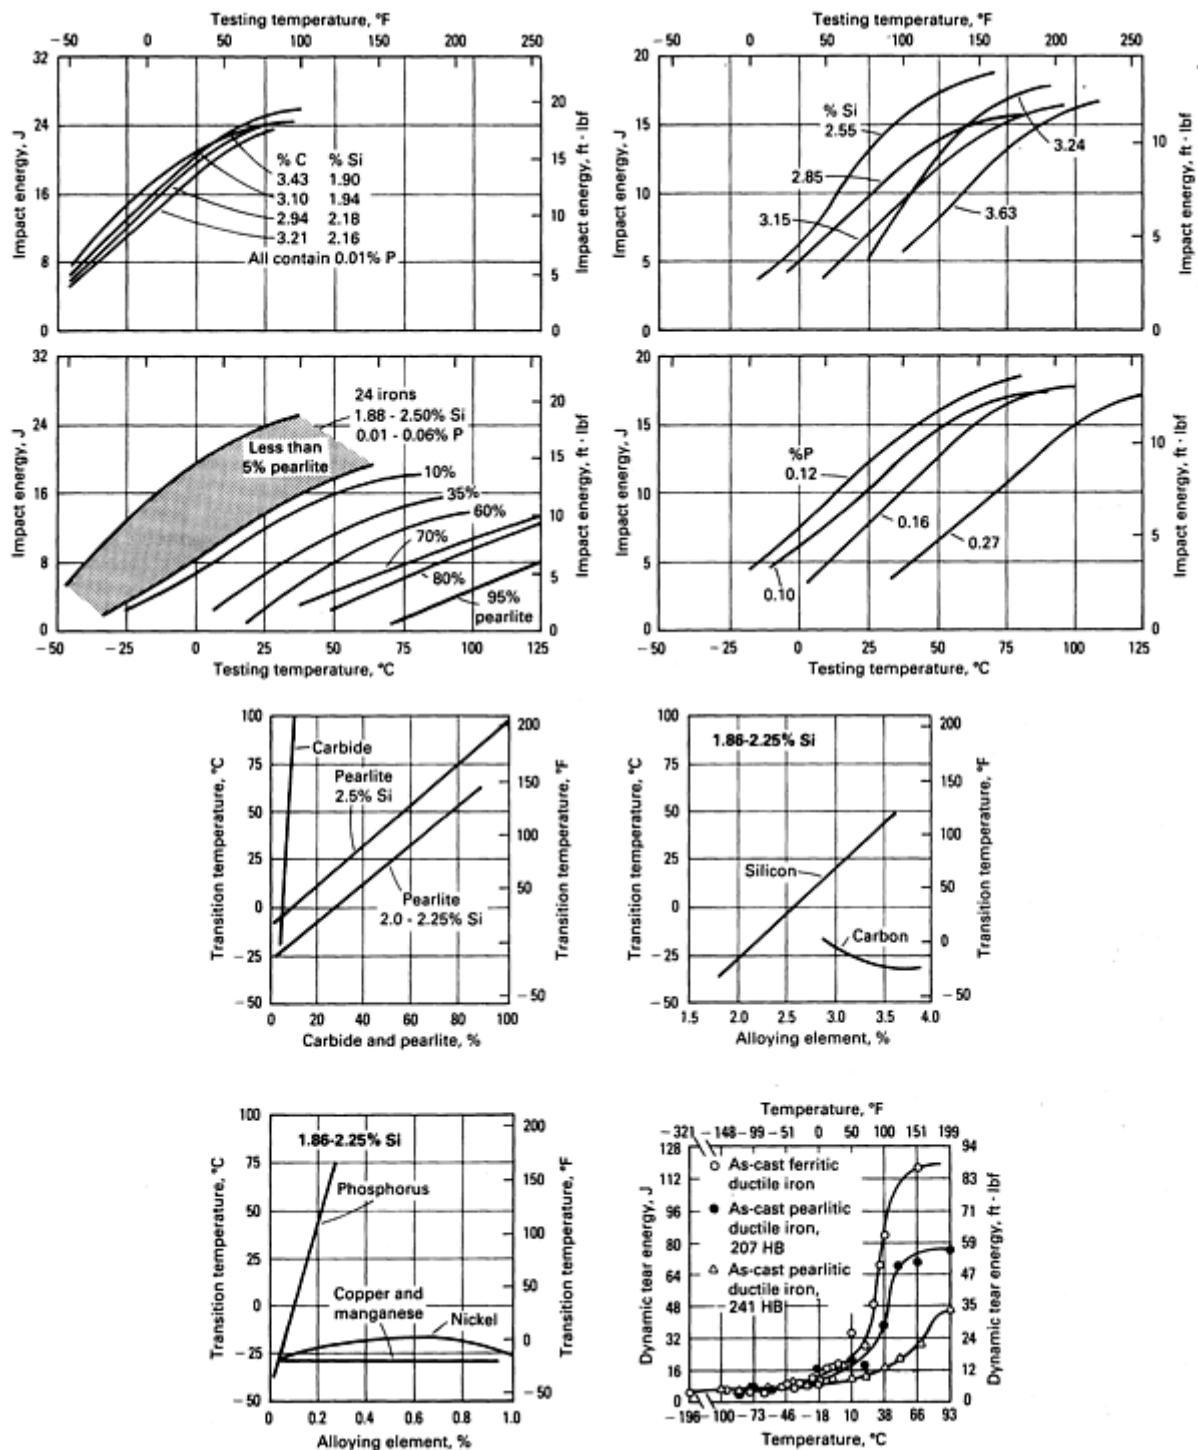 Testing temperature, °F
-50 0 50 100 150 200 250
32
24
16
8
0
Impact energy, J
20
15
10
5
0
Impact energy, ft · lbf
% C % Si
3.43 1.90
3.10 1.94
2.94 2.18
3.21 2.16
All contain 0.01% P
Testing temperature, °F
-50 0 50 100 150 200 250
20
15
10
5
0
Impact energy, J
10
5
0
Impact energy, ft · lbf
% Si
2.55
2.85
3.15
3.24
3.63
32
24
16
8
0
Impact energy, J
20
15
10
5
0
Impact energy, ft · lbf
24 irons
1.88 - 2.50% Si
0.01 - 0.06% P
Less than
5% pearlite
10%
35%
60%
70%
80%
95%
pearlite
-50 -25 0 25 50 75 100 125
Testing temperature, °C
20
15
10
5
0
Impact energy, J
10
5
0
Impact energy, ft · lbf
%P
0.12
0.16
0.27
0.10
-50 -25 0 25 50 75 100 125
Testing temperature, °C
100
75
50
25
0
-25
-50
Transition temperature, °C
200
150
100
50
0
-50
Transition temperature, °F
Carbide
Pearlite
2.5% Si
Pearlite
2.0 - 2.25% Si
0 20 40 60 80 100
Carbide and pearlite, %
100
75
50
25
0
-25
-50
Transition temperature, °C
200
150
100
50
0
-50
Transition temperature, °F
1.86-2.25% Si
Silicon
Carbon
1.5 2.0 2.5 3.0 3.5 4.0
Alloying element, %
100
75
50
25
0
-25
-50
Transition temperature, °C
200
150
100
50
0
-50
Transition temperature, °F
1.86-2.25% Si
Phosphorus
Copper and
manganese
Nickel
0 0.2 0.4 0.6 0.8 1.0
Alloying element, %
Temperature, °F
-321 -148 -99 -51 0 50 100 151 199
128
112
96
80
64
48
32
16
0
Dynamic tear energy, J
94
83
71
59
47
35
24
12
0
Dynamic tear energy, ft · lbf
As-cast ferritic
ductile iron
As-cast pearlitic
ductile iron,
207 HB
As-cast pearlitic
ductile iron,
241 HB
-196 -100 -73 -46 -18 10 38 66 93
Temperature, °C